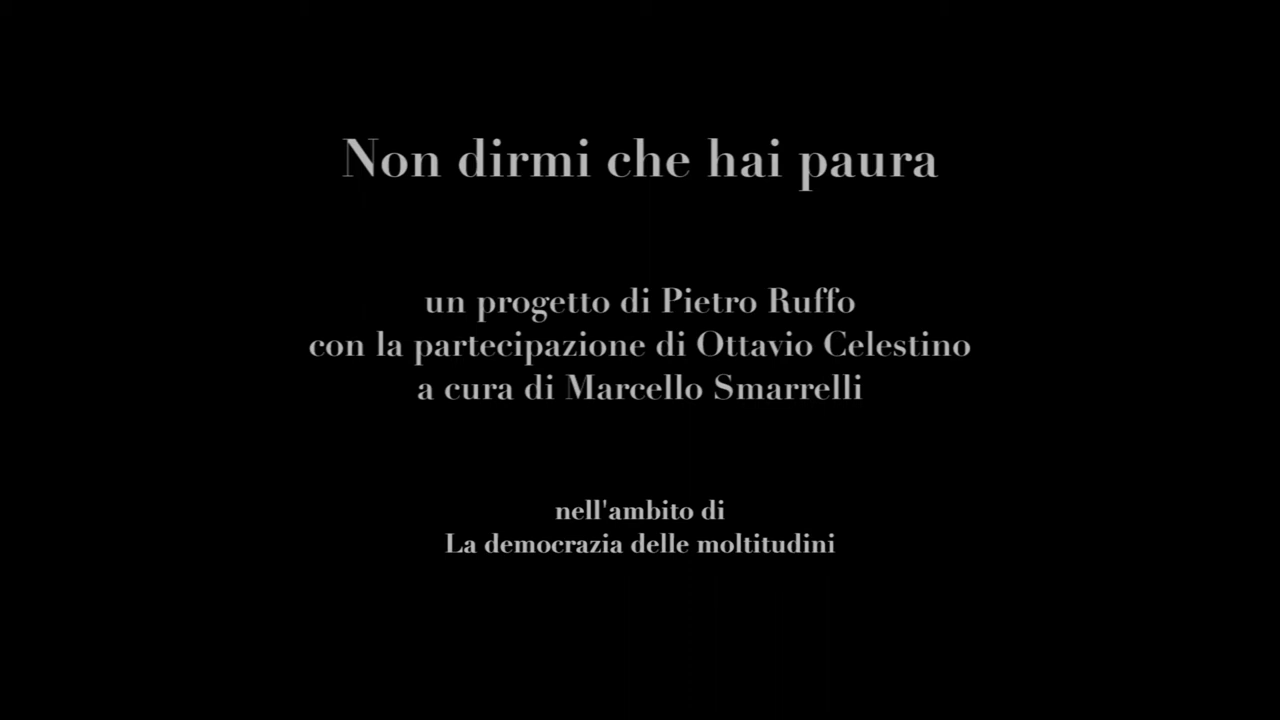 Non dirmi che hai paura
un progetto di Pietro Ruffo
con la partecipazione di Ottavio Celestino
a cura di Marcello Smarrelli
nell'ambito di
La democrazia delle moltitudini